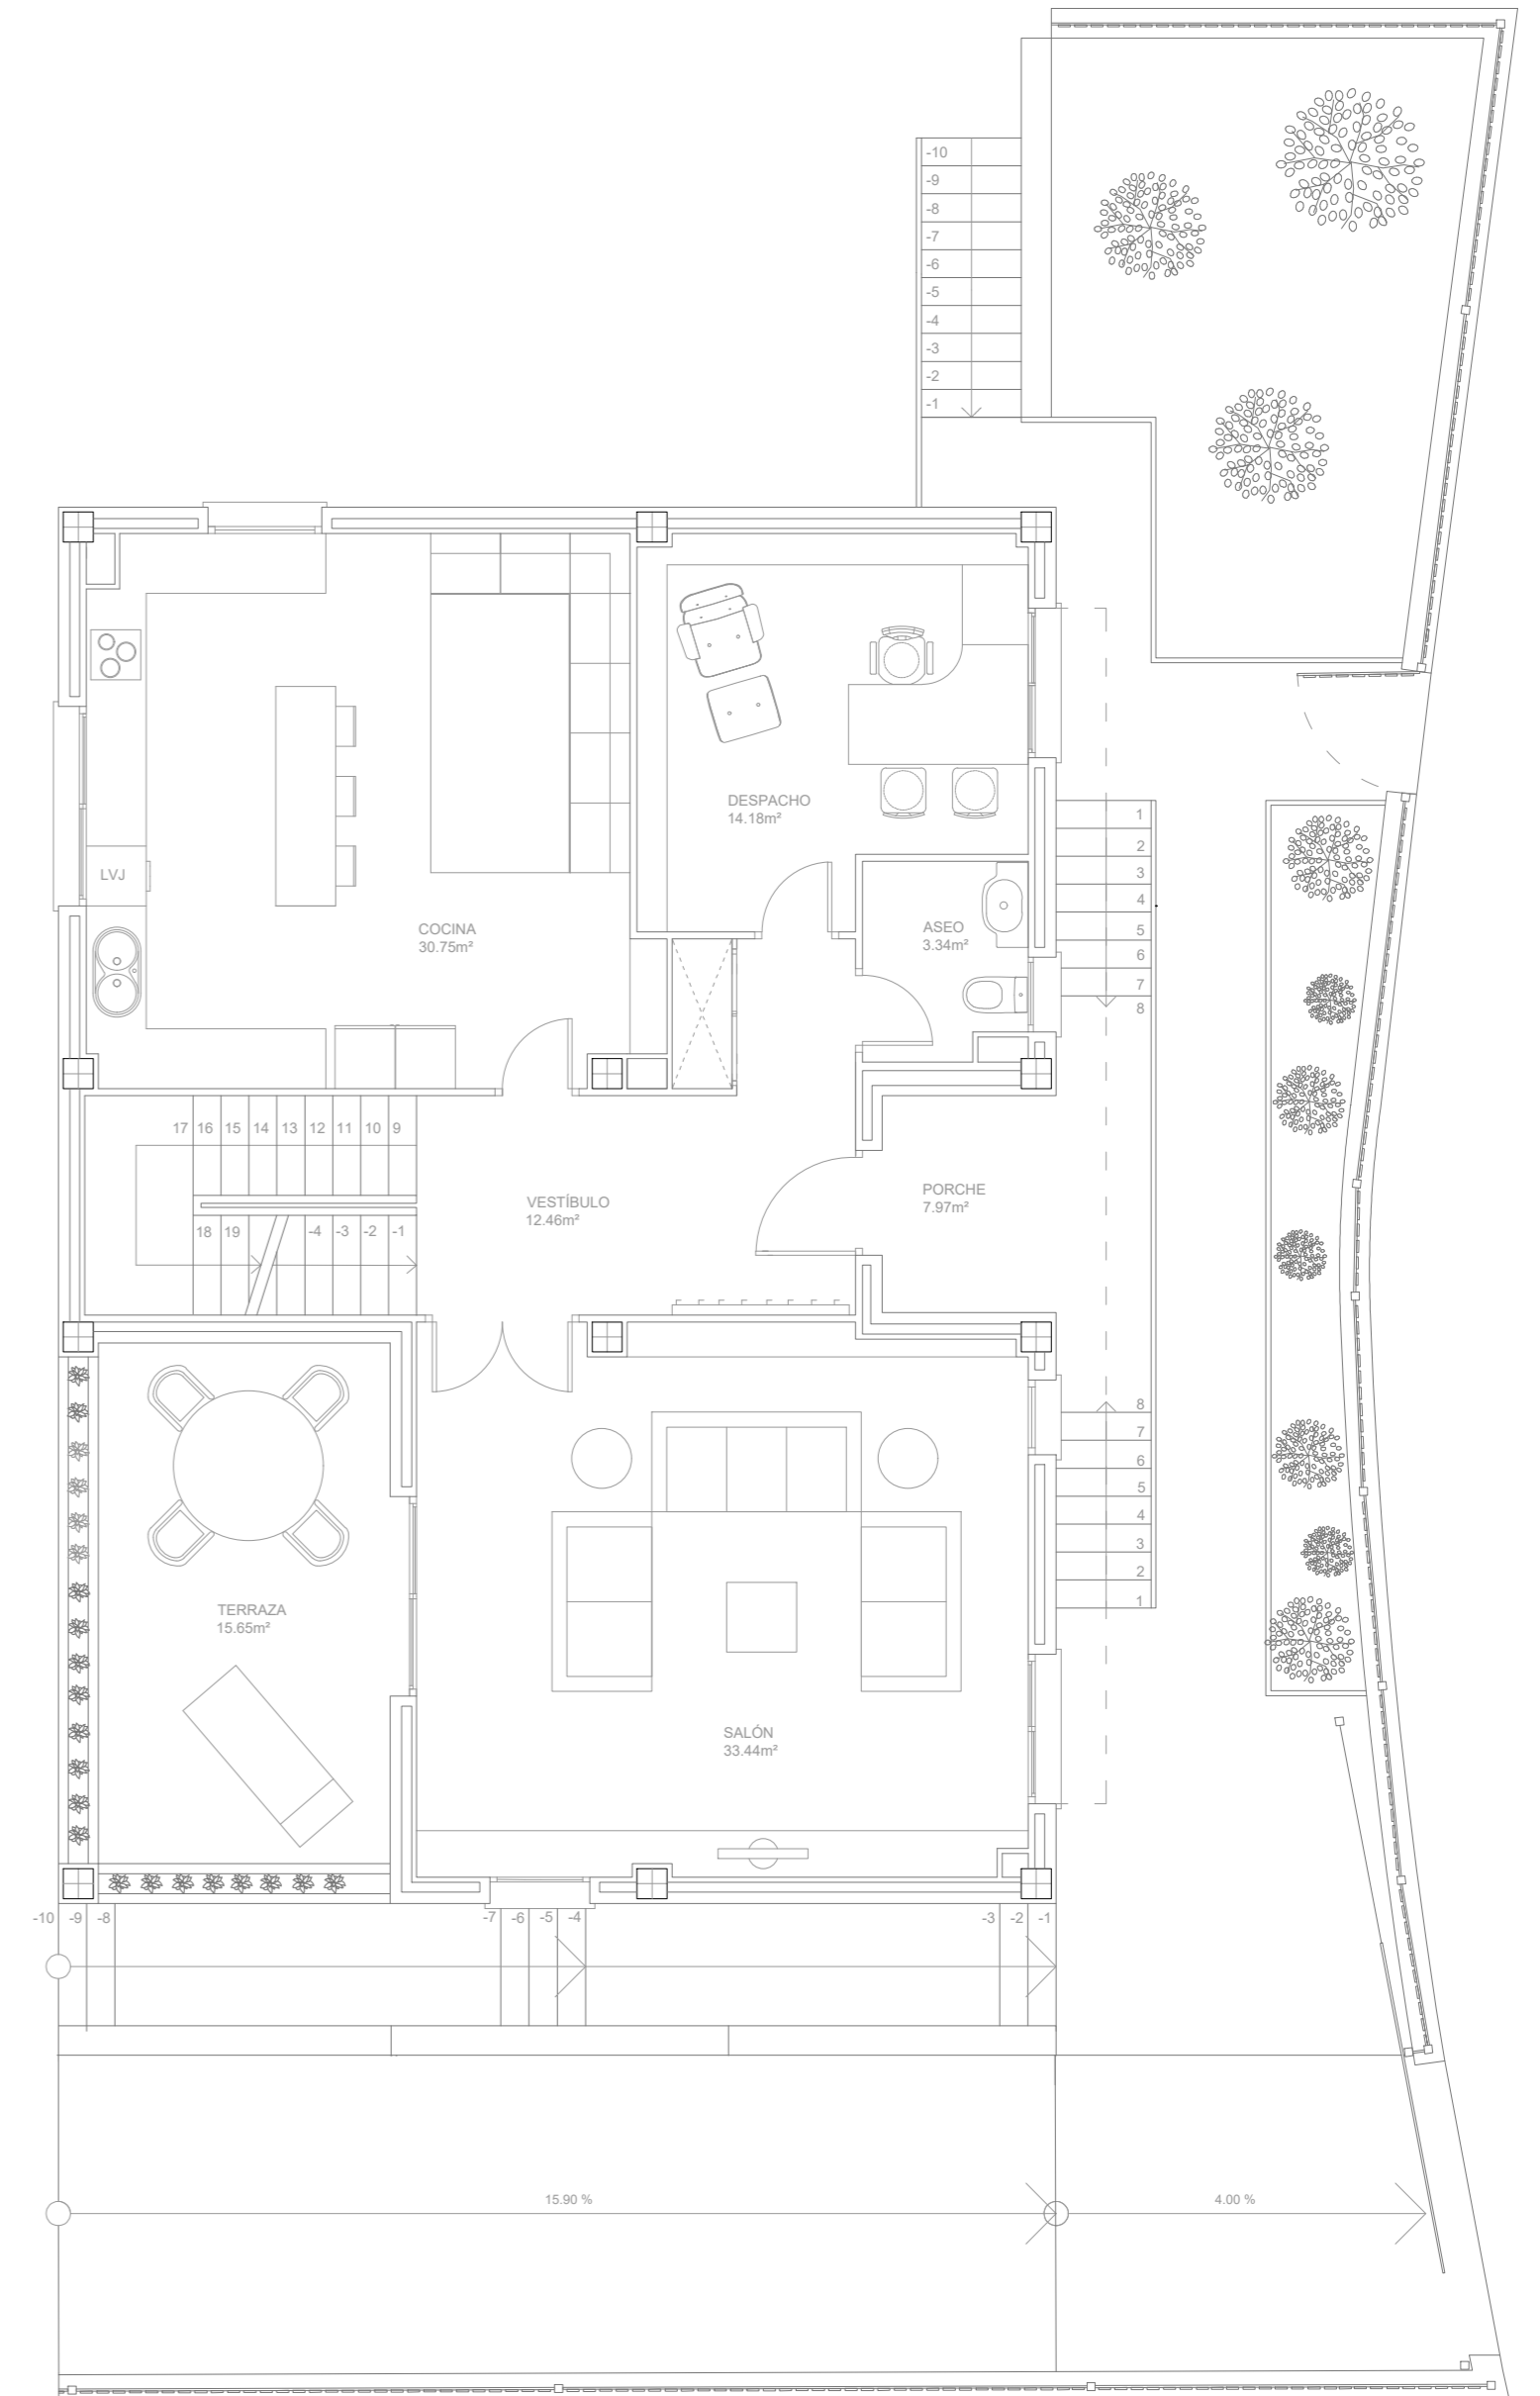 -10
-9
-8
-7
-6
-5
-4
-3
-2
-1
DESPACHO
14.18m²
1
2
3
4
5
6
7
8
LVJ
COCINA
30.75m²
ASEO
3.34m²
17 16 15 14 13 12 11 10 9
VESTÍBULO
12.46m²
PORCHE
7.97m²
18 19 -4 -3 -2 -1
8
7
6
5
4
3
2
1
TERRAZA
15.65m²
SALÓN
33.44m²
-10 -9 -8 -7 -6 -5 -4 -3 -2 -1
15.90 % 4.00 %